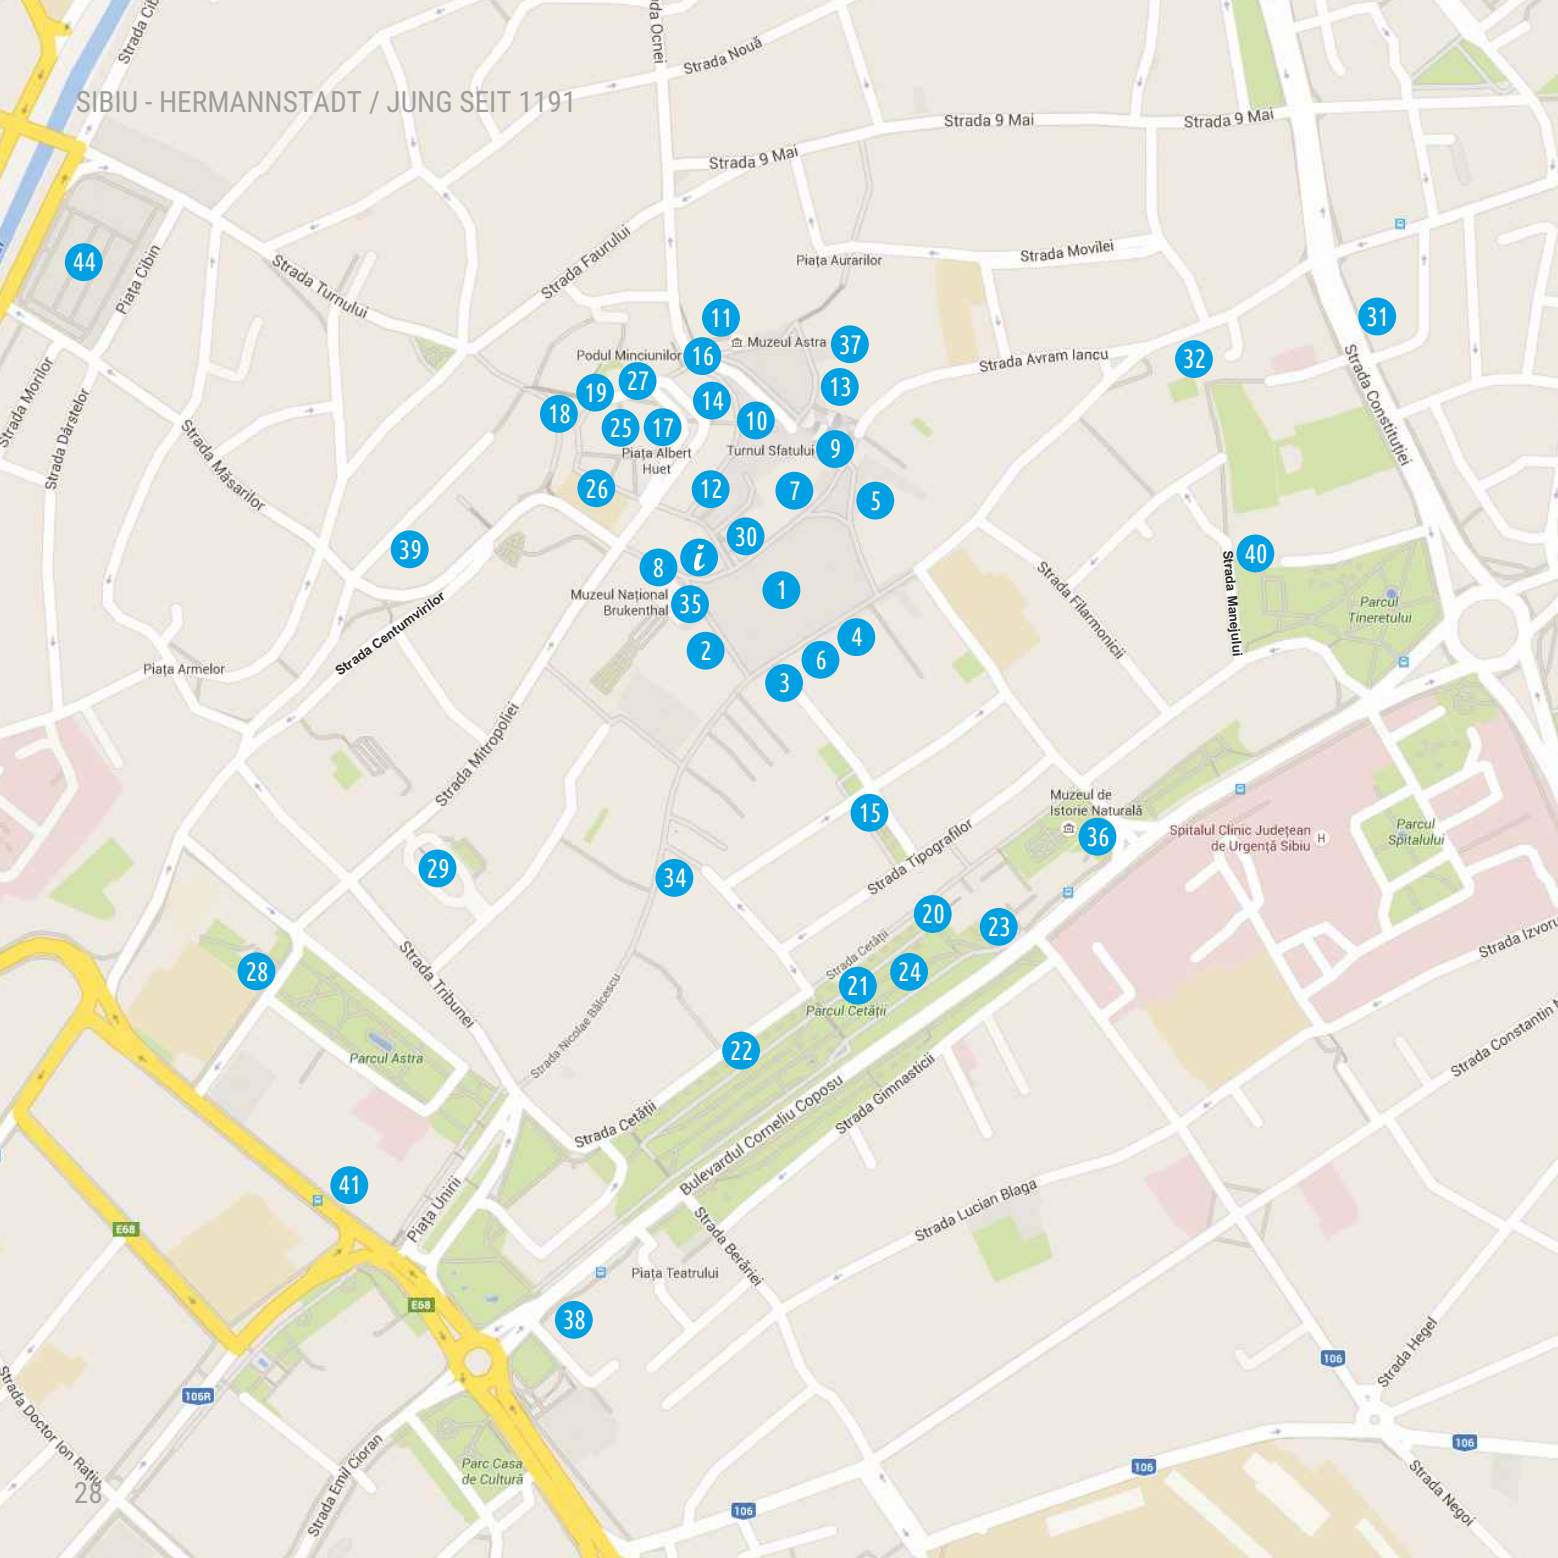 SIBIU - HERMANNSTADT / JUNG SEIT 1191
Strada Nouă
Strada 9 Mai
Strada 9 Mai
Strada 9 Mai
Strada Faurului
Piața Aurarilor
Strada Movilei
44
Piața Cibin
Strada Turnului
11
Muzeul Astra
37
31
Podul Minciunilor
16
Strada Avram Iancu
32
27
13
19
14
18
10
25
17
Piața Albert
Huet
Turnul Sfatului
9
Strada Morilor
Strada Dârstelor
Strada Măsarilor
Strada Constituției
26
12
7
5
39
30
i
8
40
Strada Manejului
Muzeul Național
Brukenthal
35
1
Strada Filarmonicii
Parcul
Tineretului
Strada Centumvirilor
2
4
6
3
Piața Armelor
Strada Mitropoliei
15
Muzeul de
Istorie Naturală
36
Spitalul Clinic Județean
de Urgență Sibiu
H
Parcul
Spitalului
29
34
Strada Tipografilor
20
23
Strada Cetății
28
Strada Tribunei
24
21
Parcul Cetății
Strada Nicolae Bălcescu
22
Parcul Astra
Strada Constantin
Strada Gimnasticii
Bulevardul Corneliu Coposu
Strada Cetății
41
Piața Unirii
E68
Strada Lucian Blaga
Strada Berăriei
Piața Teatrului
E68
38
106
Strada Hegel
106R
Strada Doctor Ion Rațiu
Strada Emil Cioran
Parc Casa
de Cultură
106
106
106
Strada Negoi
28